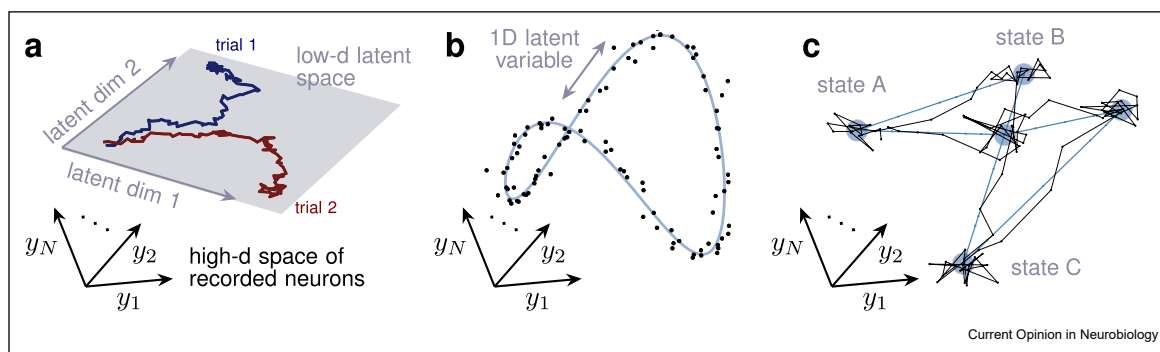 a
trial 1
low-d latent
space
latent dim 2
latent dim 1
trial 2
y_N
y_2
y_1
high-d space of
recorded neurons
b
1D latent
variable
y_N
y_2
y_1
c
state B
state A
y_N
y_2
y_1
state C
Current Opinion in Neurobiology